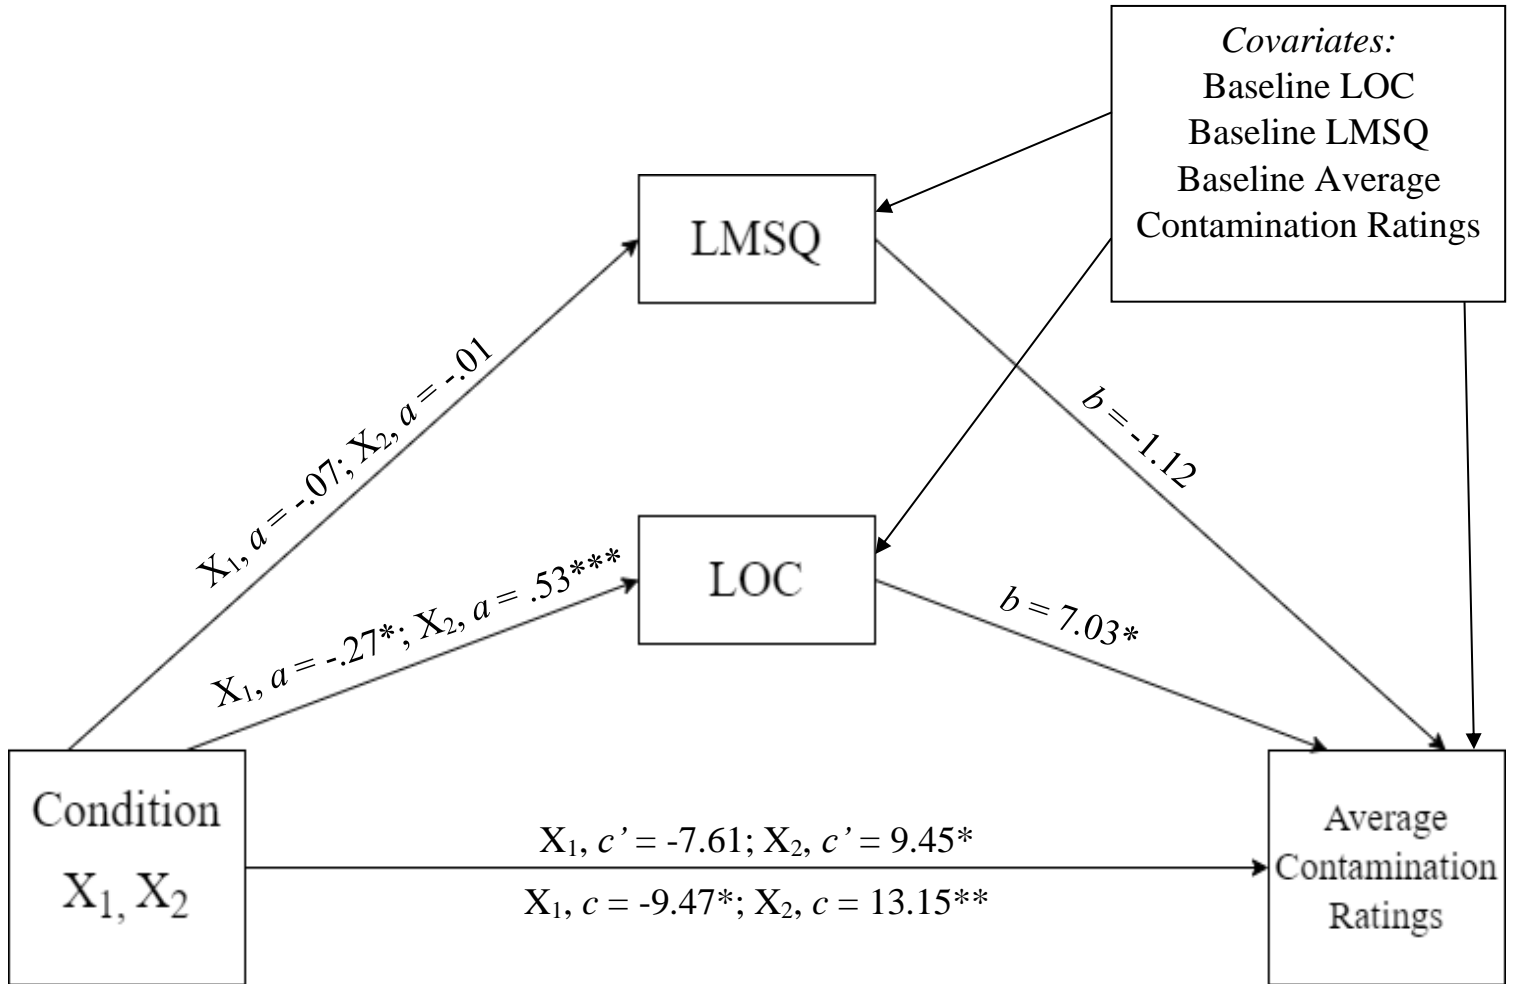 Covariates:
Baseline LOC
Baseline LMSQ
Baseline Average
Contamination Ratings
LMSQ
X₁, a = -.07; X₂, a = -.01
b = -1.12
LOC
X₁, a = -.27*; X₂, a = .53***
b = 7.03*
Condition
X₁, X₂
X₁, c’ = -7.61; X₂, c’ = 9.45*
X₁, c = -9.47*; X₂, c = 13.15**
Average
Contamination
Ratings